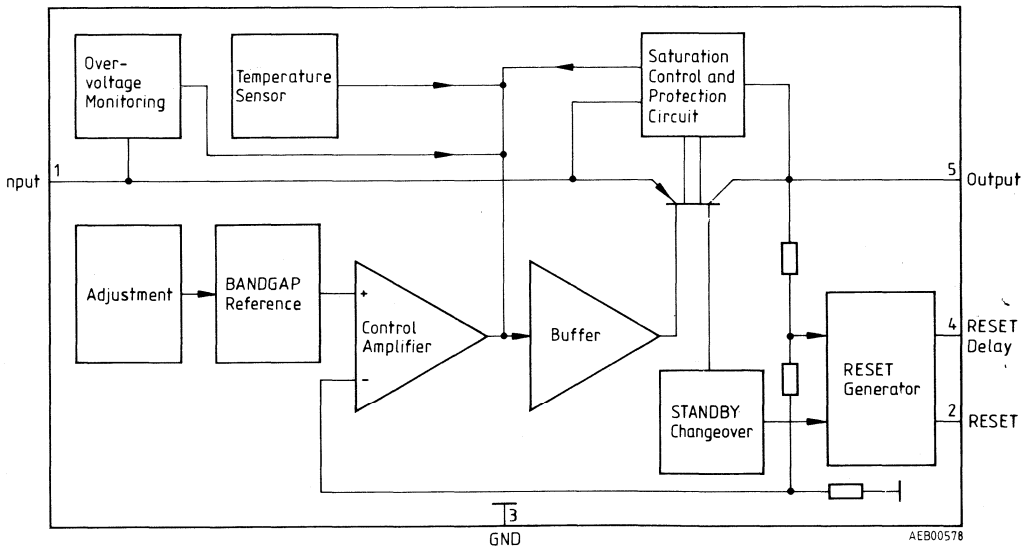 Over-
voltage
Monitoring
Temperature
Sensor
Saturation
Control and
Protection
Circuit
1
nput
5
Output
Adjustment
BANDGAP
Reference
+
Control
Amplifier
-
Buffer
STANDBY
Changeover
RESET
Generator
4
RESET
Delay
2
RESET
3
GND
AEB00578